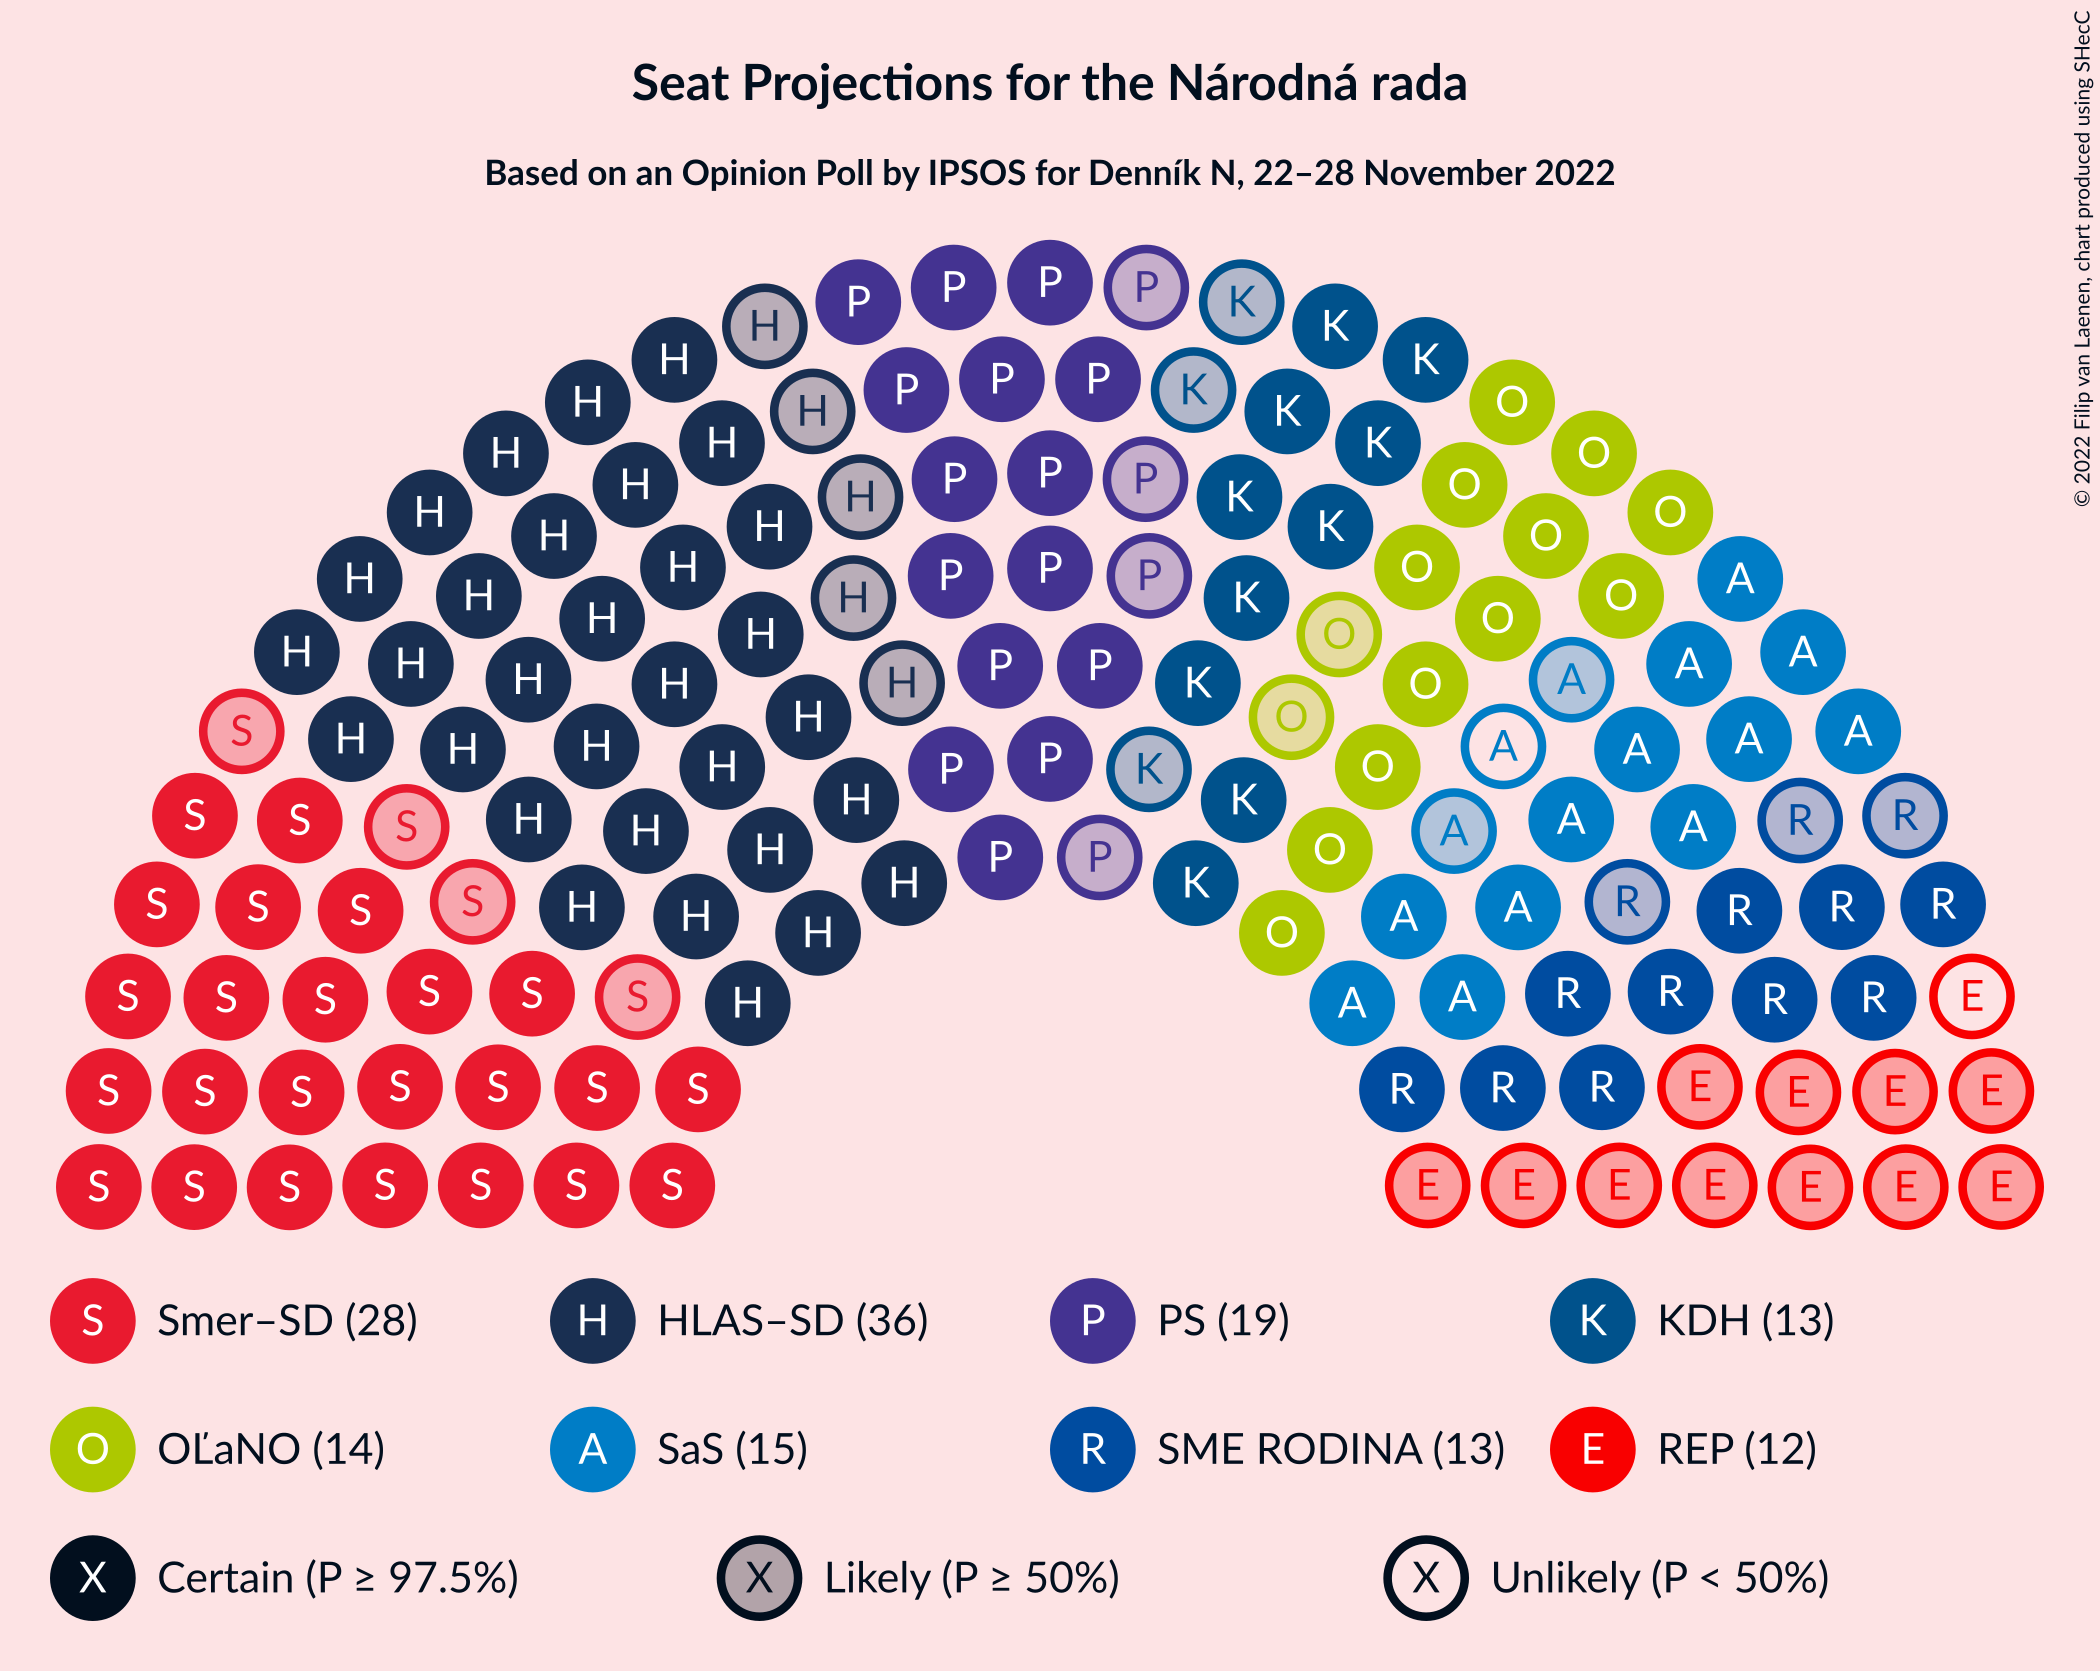 Seat Projections for the Národná rada
Based on an Opinion Poll by IPSOS for Denník N, 22–28 November 2022
© 2022 Filip van Laenen, chart produced using SHecC
P P P P K
H K K
H P P P K K K O
H H H K O
H H P P P K K O
H H H H O O O
H H P P P K O O A
H H H H O O
H H H P P K O A A A
S H H H H O A A A
H H H P P K K O A
S S S H H H H O A A A R R
H P P K
S S S S H H H O A A R R R R
S S S S S S H A A R R R R E
S S S S S S S R R R E E E E
S S S S S S S E E E E E E E
S Smer–SD (28) H HLAS–SD (36) P PS (19) K KDH (13)
O OĽaNO (14) A SaS (15) R SME RODINA (13) E REP (12)
X Certain (P ≥ 97.5%) X Likely (P ≥ 50%) X Unlikely (P < 50%)